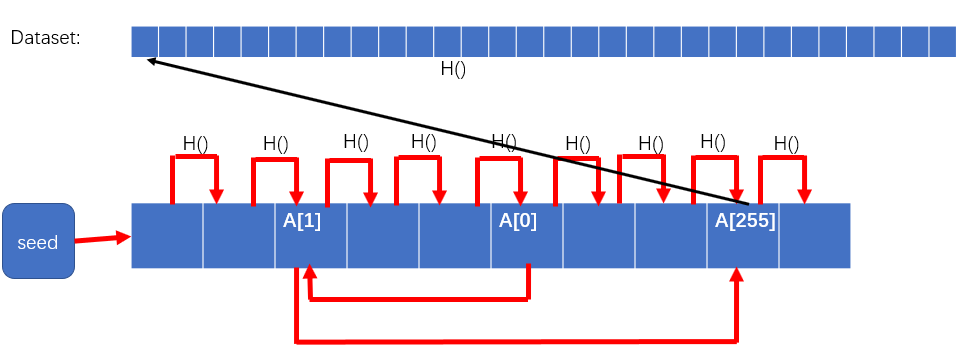 Dataset:
H()
H() H() H() H() H() H() H() H() H()
A[1] A[0] A[255]
seed